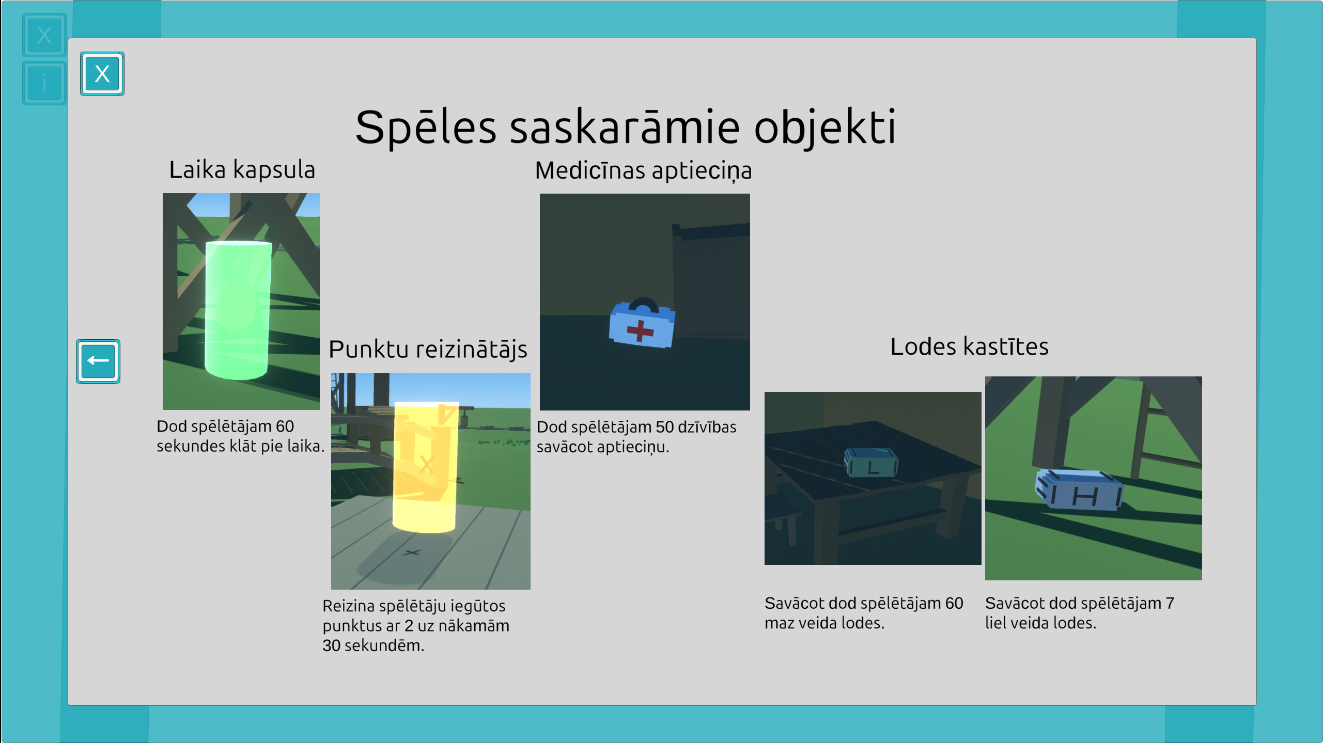 X
i
X
Spēles saskarāmie objekti
Laika kapsula
Medicīnas aptieciņa
Punktu reizinātājs
Lodes kastītes
←
X
L
H
Dod spēlētājam 60
sekundes klāt pie laika.
Dod spēlētājam 50 dzīvības
savācot aptieciņu.
Reizina spēlētāju iegūtos
punktus ar 2 uz nākamām
30 sekundēm.
Savācot dod spēlētājam 60
maz veida lodes.
Savācot dod spēlētājam 7
liel veida lodes.